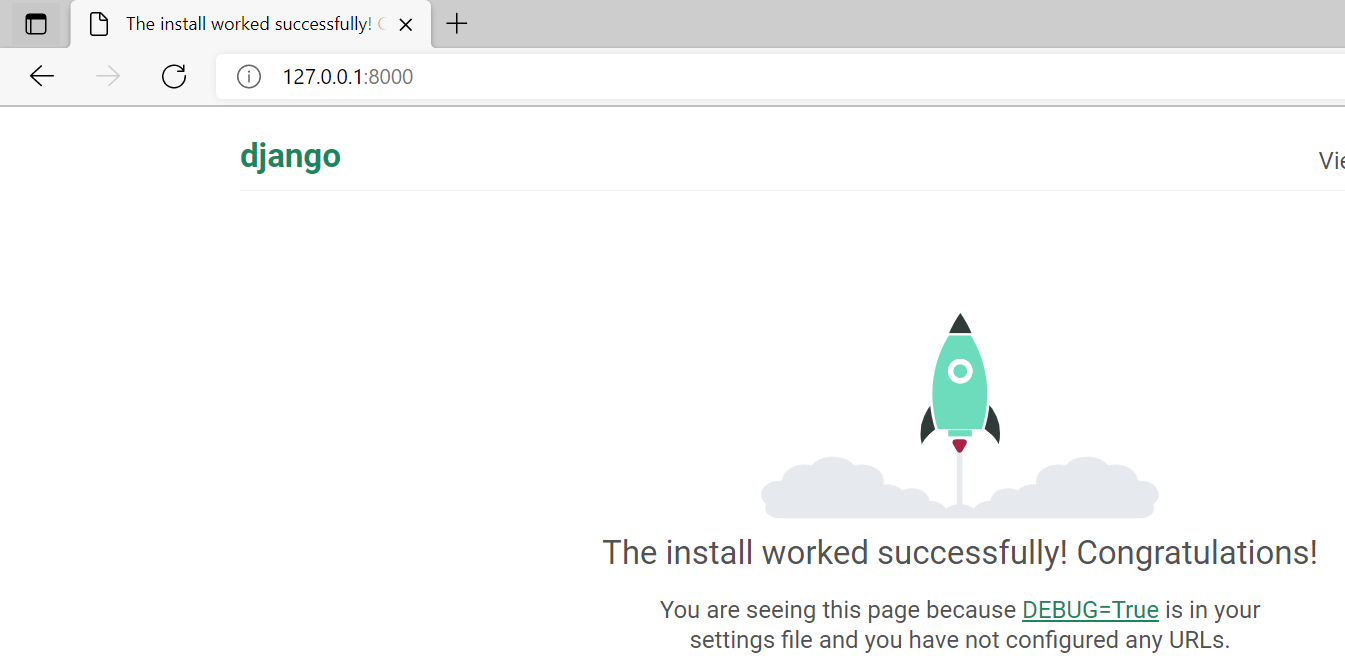 The install worked successfully! C
127.0.0.1:8000
django
Vie
The install worked successfully! Congratulations!
You are seeing this page because DEBUG=True is in your
settings file and you have not configured any URLs.